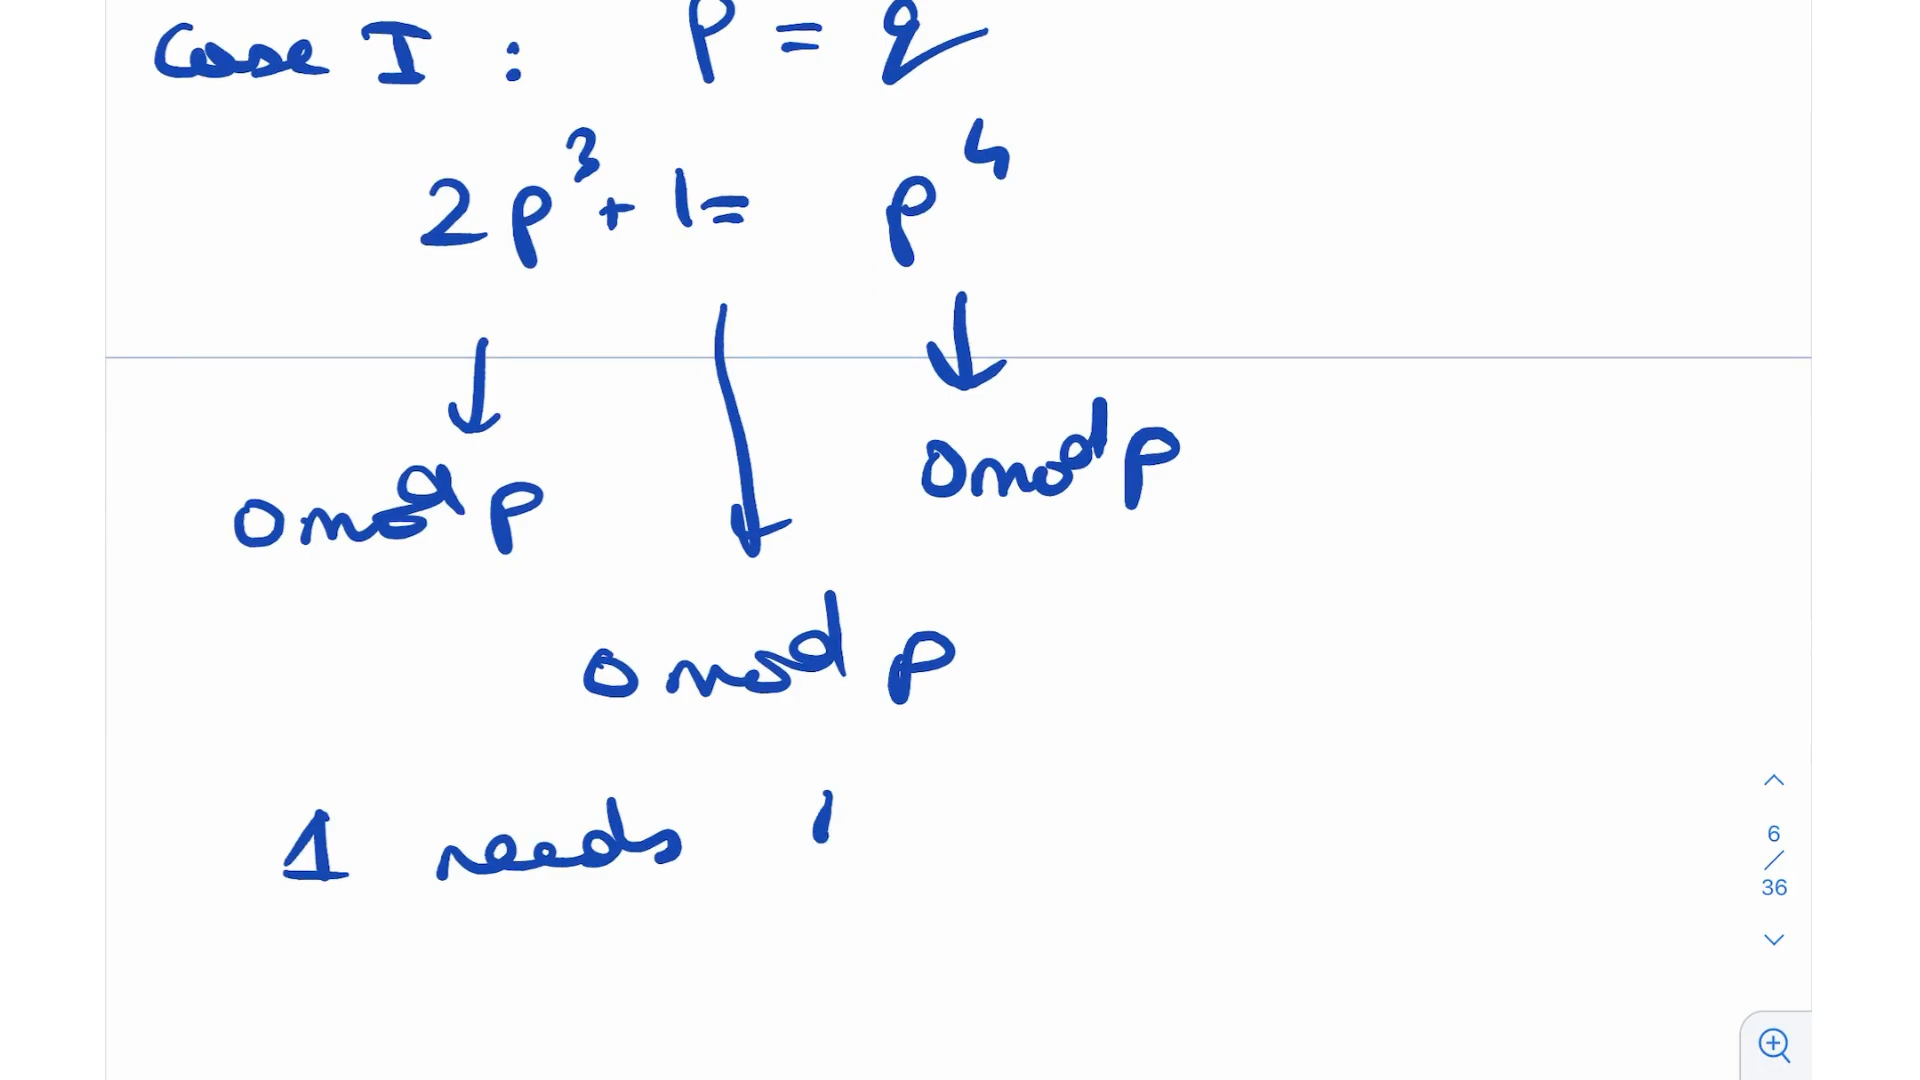 Case I : p = q
2p³ + 1 = p⁴
0 mod p
0 mod p
0 mod p
1 needs
6
/
36